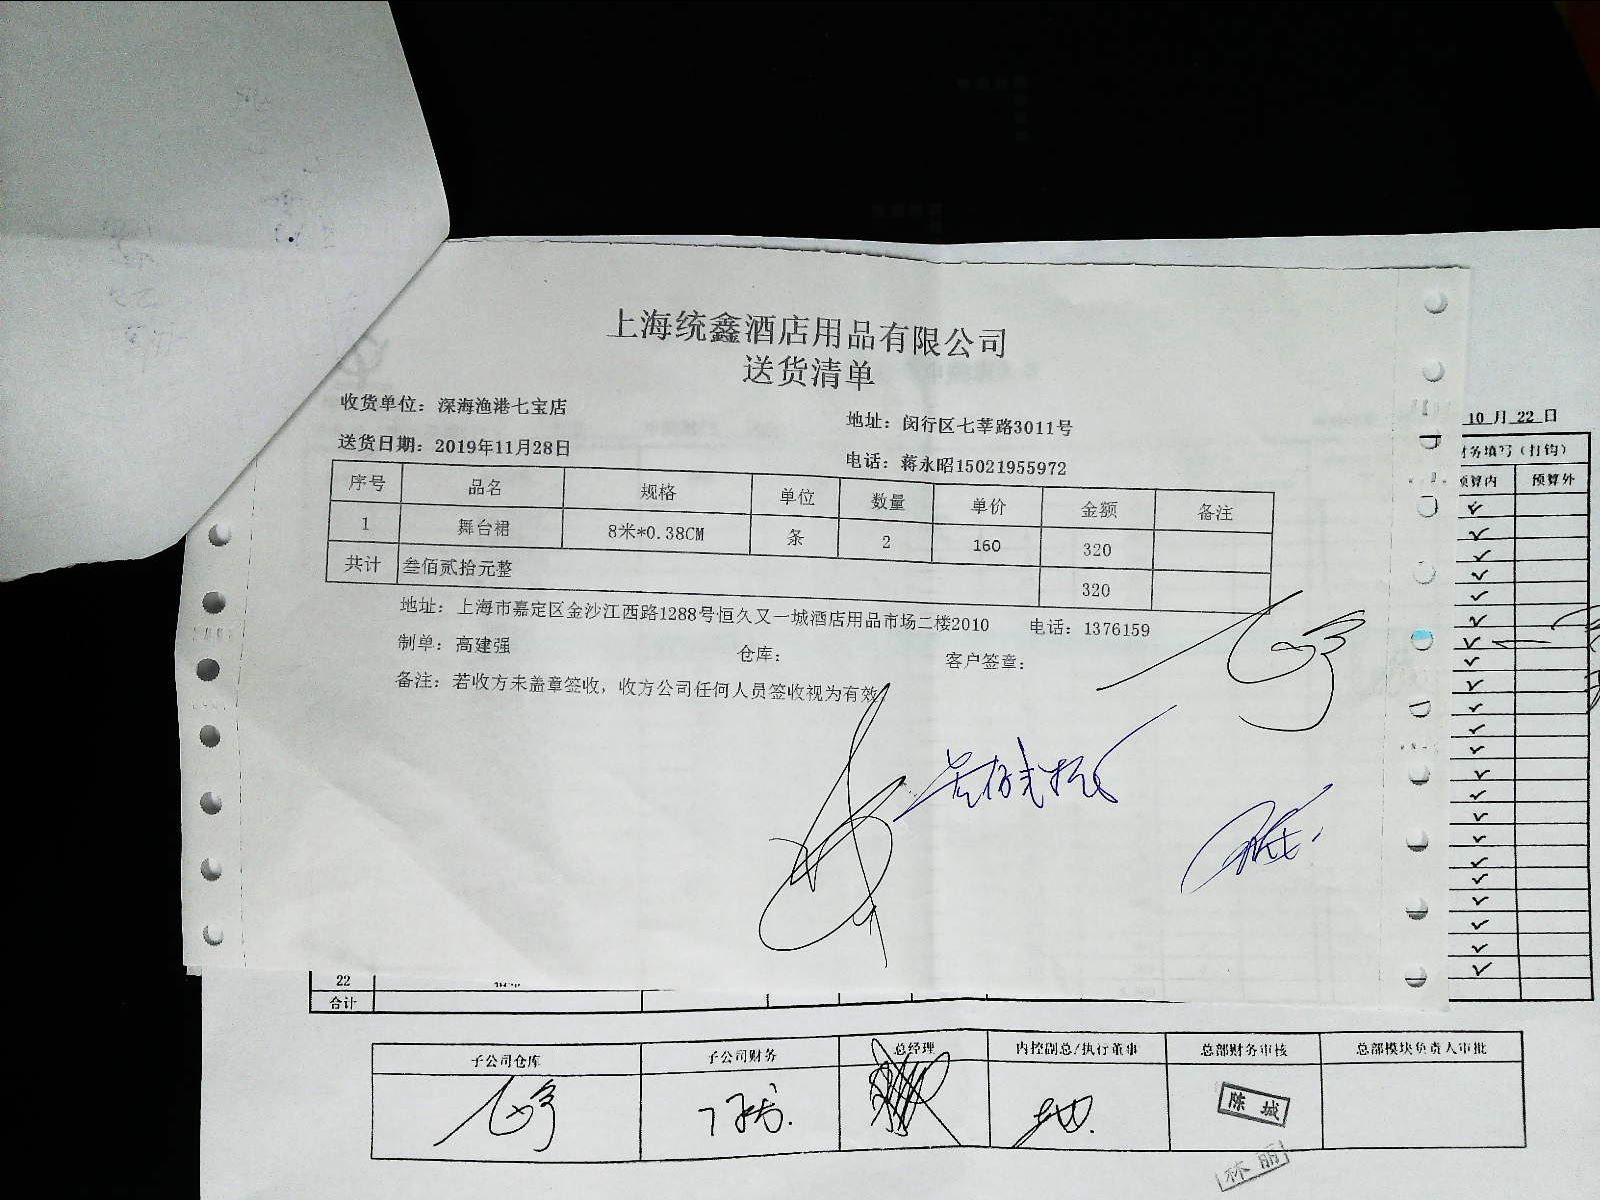 上海统鑫酒店用品有限公司
送货清单
收货单位：深海渔港七宝店
地址：闵行区七莘路3011号
送货日期：2019年11月28日
电话：蒋永昭15021955972
序号 品名 规格 单位 数量 单价 金额 备注
1 舞台裙 8米*0.38CM 条 2 160 320
共计 叁佰贰拾元整 320
地址：上海市嘉定区金沙江西路1288号恒久又一城酒店用品市场二楼2010 电话：1376159
制单：高建强 仓库： 客户签章：
备注：若收方未盖章签收，收方公司任何人员签收视为有效
10 月 22 日
财务填写（打钩）
预算内 预算外
22
合计
子公司仓库 子公司财务 总经理 内控副总/执行董事 总部财务审核 总部模块负责人审批
陈城
林丽